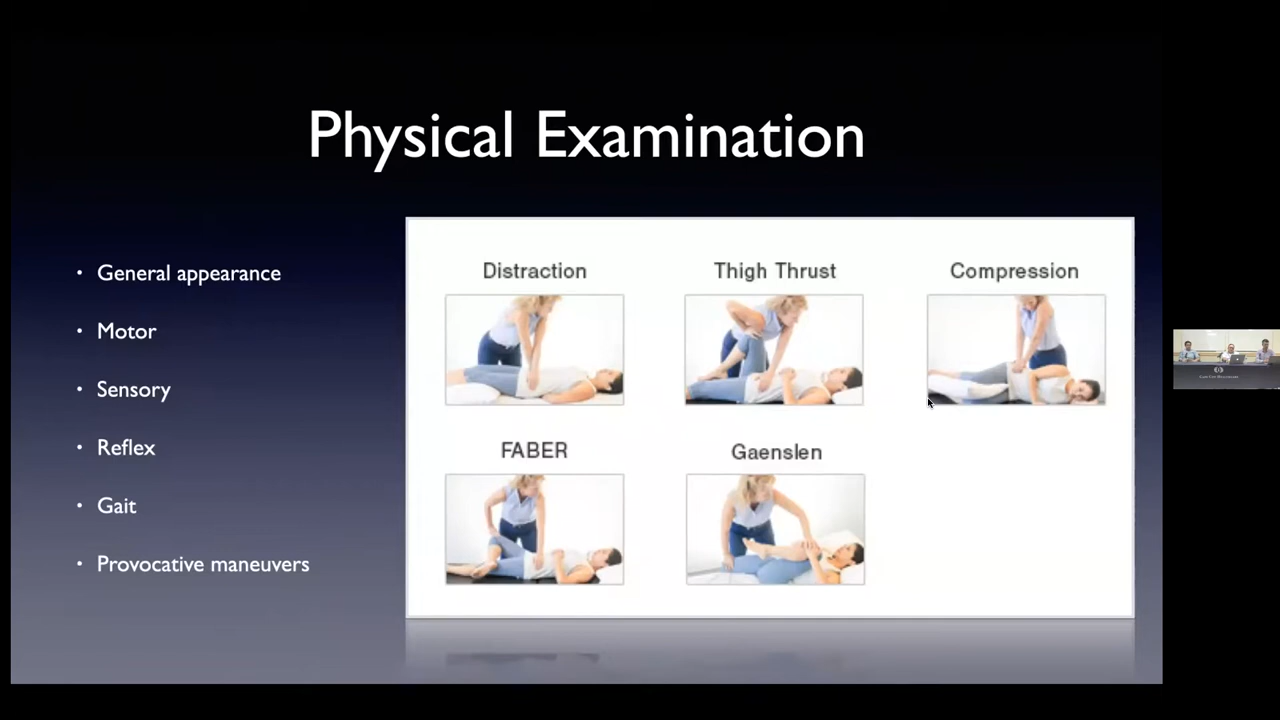 Physical Examination
• General appearance
• Motor
• Sensory
• Reflex
• Gait
• Provocative maneuvers
Distraction
Thigh Thrust
Compression
FABER
Gaenslen